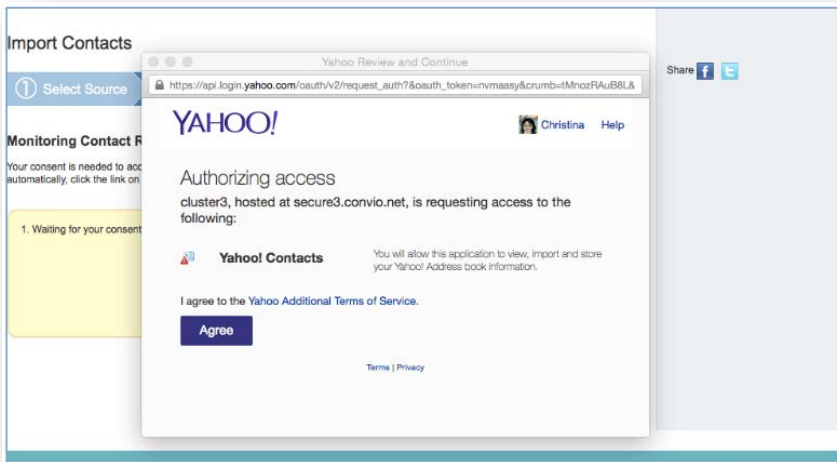 Import Contacts
Share
① Select Source
Monitoring Contact R
Your consent is needed to acc
automatically, click the link on
1. Waiting for your consent
Yahoo Review and Continue
https://api.login.yahoo.com/oauth/v2/request_auth?&oauth_token=nvmaasy&crumb=tMnozRAuB8L&
YAHOO!
Christina Help
Authorizing access
cluster3, hosted at secure3.convio.net, is requesting access to the
following:
Yahoo! Contacts
You will allow this application to view, import and store
your Yahoo! Address book information.
I agree to the Yahoo Additional Terms of Service.
Agree
Terms | Privacy